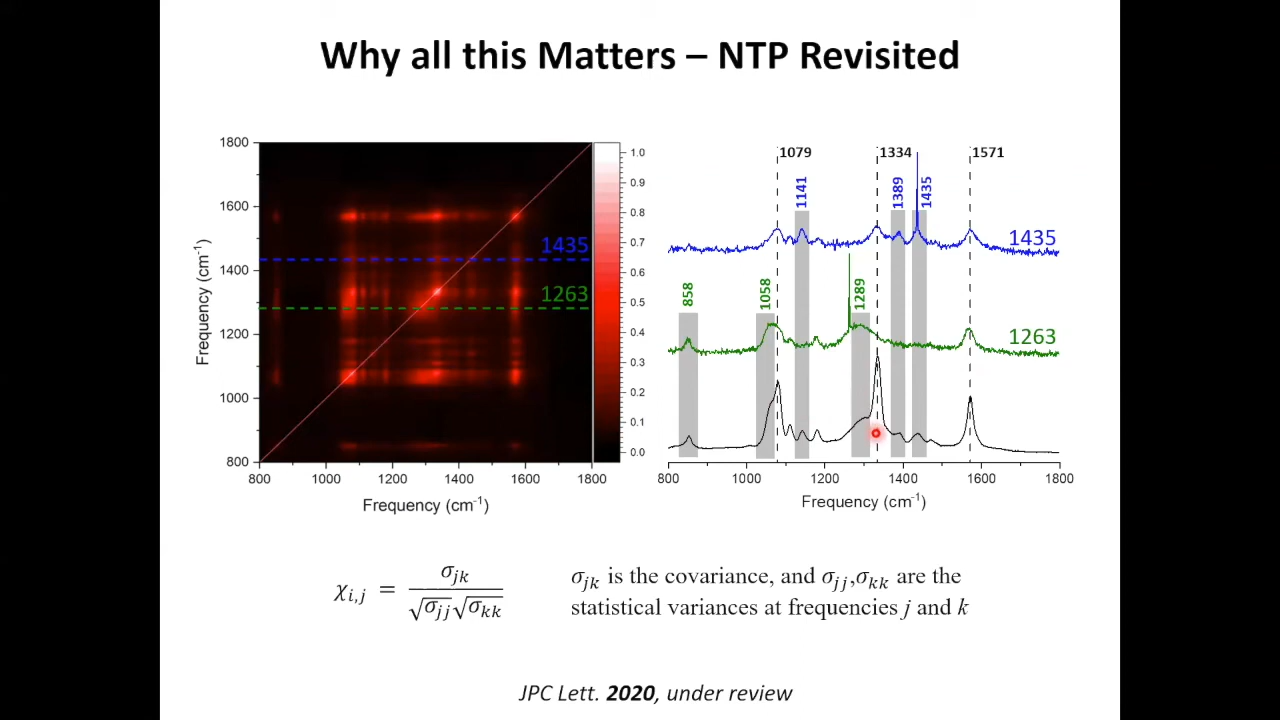 Why all this Matters – NTP Revisited
1800
1600
1400
1200
1000
800
Frequency (cm⁻¹)
1435
1263
800 1000 1200 1400 1600 1800
Frequency (cm⁻¹)
1.0
0.9
0.8
0.7
0.6
0.5
0.4
0.3
0.2
0.1
0.0
1079 1334 1571
1141 1389 1435
1435
858 1058 1289
1263
800 1000 1200 1400 1600 1800
Frequency (cm⁻¹)
χᵢ,ⱼ = σⱼₖ / √σⱼⱼ√σₖₖ
σⱼₖ is the covariance, and σⱼⱼ,σₖₖ are the
statistical variances at frequencies j and k
JPC Lett. 2020, under review